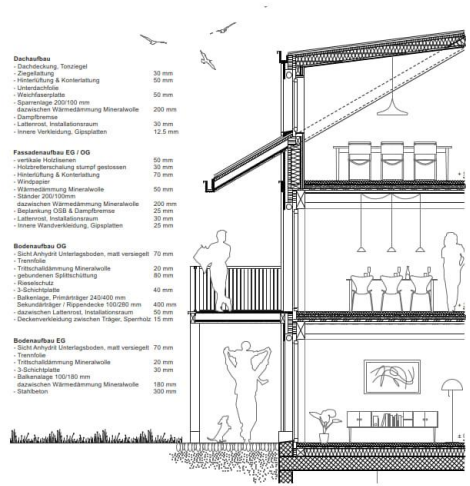 Dachaufbau
- Dachdeckung, Tonziegel
- Ziegellattung 30 mm
- Hinterlüftung & Konterlattung 50 mm
- Unterdachfolie
- Weichfaserplatte 50 mm
- Sparrenlage 200/100 mm
dazwischen Wärmedämmung Mineralwolle 200 mm
- Dampfbremse
- Lattenrost, Installationsraum 30 mm
- Innere Verkleidung, Gipsplatten 12.5 mm
Fassadenaufbau EG / OG
- vertikale Holzlisenen 50 mm
- Holzbretterschalung stumpf gestossen 30 mm
- Hinterlüftung & Konterlattung 70 mm
- Windpapier
- Wärmedämmung Mineralwolle 50 mm
- Ständer 200/100mm
dazwischen Wärmedämmung Mineralwolle 200 mm
- Beplankung OSB & Dampfbremse 25 mm
- Lattenrost, Installationsraum 30 mm
- Innere Wandverkleidung, Gipsplatten 25 mm
Bodenaufbau OG
- Sicht Anhydrit Unterlagsboden, matt versiegelt 70 mm
- Trennfolie
- Trittschalldämmung Mineralwolle 20 mm
- gebundenen Splittschüttung 80 mm
- Rieselschutz
- 3-Schichtplatte 40 mm
- Balkenlage, Primärträger 240/400 mm
Sekundärträger / Rippendecke 100/280 mm 400 mm
- dazwischen Lattenrost, Installationsraum 50 mm
- Deckenverkleidung zwischen Träger, Sperrholz 15 mm
Bodenaufbau EG
- Sicht Anhydrit Unterlagsboden, matt versiegelt 70 mm
- Trennfolie
- Trittschalldämmung Mineralwolle 20 mm
- 3-Schichtplatte 30 mm
- Balkenalage 100/180 mm
dazwischen Wärmedämmung Mineralwolle 180 mm
- Stahlbeton 300 mm